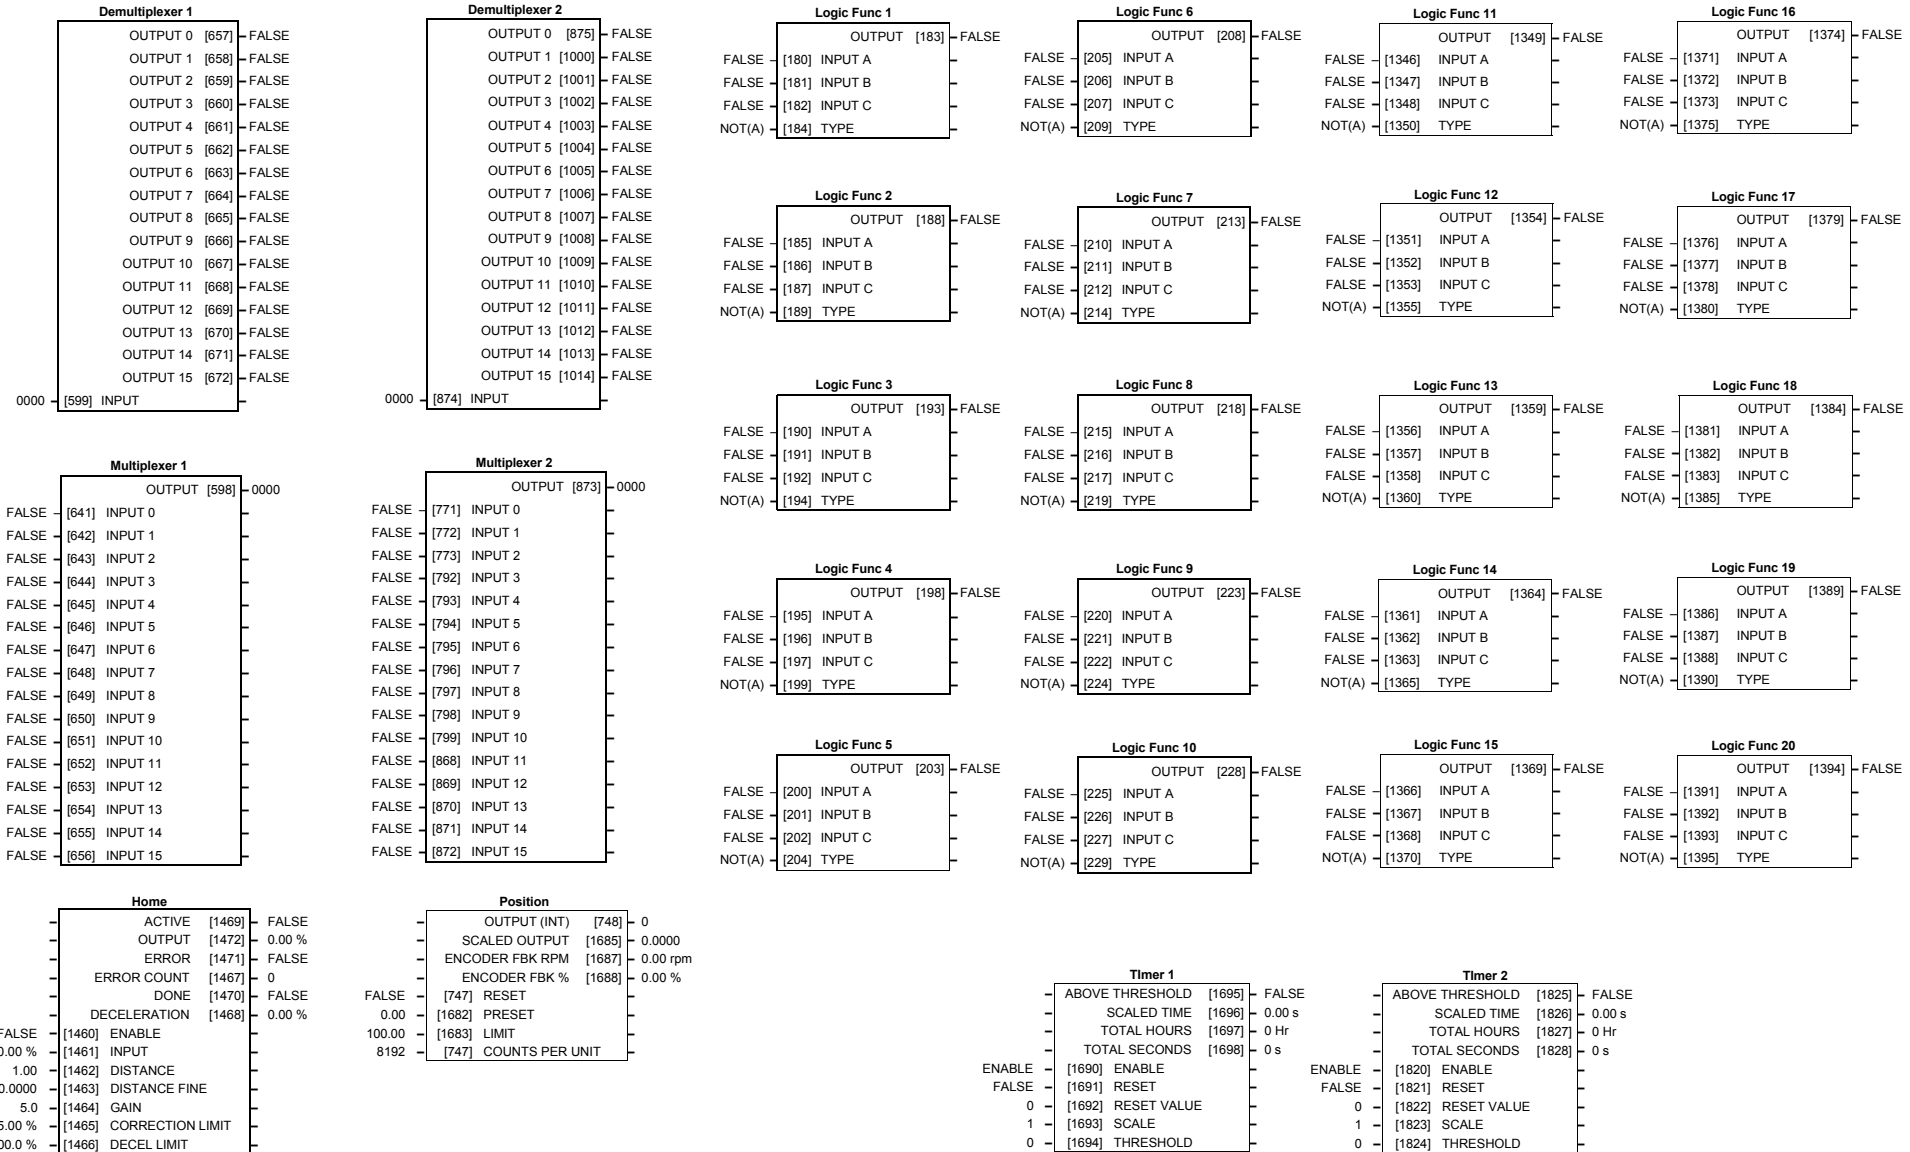 Demultiplexer 1
OUTPUT 0 [657] FALSE
OUTPUT 1 [658] FALSE
OUTPUT 2 [659] FALSE
OUTPUT 3 [660] FALSE
OUTPUT 4 [661] FALSE
OUTPUT 5 [662] FALSE
OUTPUT 6 [663] FALSE
OUTPUT 7 [664] FALSE
OUTPUT 8 [665] FALSE
OUTPUT 9 [666] FALSE
OUTPUT 10 [667] FALSE
OUTPUT 11 [668] FALSE
OUTPUT 12 [669] FALSE
OUTPUT 13 [670] FALSE
OUTPUT 14 [671] FALSE
OUTPUT 15 [672] FALSE
0000 [599] INPUT
Demultiplexer 2
OUTPUT 0 [875] FALSE
OUTPUT 1 [1000] FALSE
OUTPUT 2 [1001] FALSE
OUTPUT 3 [1002] FALSE
OUTPUT 4 [1003] FALSE
OUTPUT 5 [1004] FALSE
OUTPUT 6 [1005] FALSE
OUTPUT 7 [1006] FALSE
OUTPUT 8 [1007] FALSE
OUTPUT 9 [1008] FALSE
OUTPUT 10 [1009] FALSE
OUTPUT 11 [1010] FALSE
OUTPUT 12 [1011] FALSE
OUTPUT 13 [1012] FALSE
OUTPUT 14 [1013] FALSE
OUTPUT 15 [1014] FALSE
0000 [874] INPUT
Multiplexer 1
OUTPUT [598] 0000
FALSE [641] INPUT 0
FALSE [642] INPUT 1
FALSE [643] INPUT 2
FALSE [644] INPUT 3
FALSE [645] INPUT 4
FALSE [646] INPUT 5
FALSE [647] INPUT 6
FALSE [648] INPUT 7
FALSE [649] INPUT 8
FALSE [650] INPUT 9
FALSE [651] INPUT 10
FALSE [652] INPUT 11
FALSE [653] INPUT 12
FALSE [654] INPUT 13
FALSE [655] INPUT 14
FALSE [656] INPUT 15
Multiplexer 2
OUTPUT [873] 0000
FALSE [771] INPUT 0
FALSE [772] INPUT 1
FALSE [773] INPUT 2
FALSE [792] INPUT 3
FALSE [793] INPUT 4
FALSE [794] INPUT 5
FALSE [795] INPUT 6
FALSE [796] INPUT 7
FALSE [797] INPUT 8
FALSE [798] INPUT 9
FALSE [799] INPUT 10
FALSE [868] INPUT 11
FALSE [869] INPUT 12
FALSE [870] INPUT 13
FALSE [871] INPUT 14
FALSE [872] INPUT 15
Logic Func 1
OUTPUT [183] FALSE
FALSE [180] INPUT A
FALSE [181] INPUT B
FALSE [182] INPUT C
NOT(A) [184] TYPE
Logic Func 2
OUTPUT [188] FALSE
FALSE [185] INPUT A
FALSE [186] INPUT B
FALSE [187] INPUT C
NOT(A) [189] TYPE
Logic Func 3
OUTPUT [193] FALSE
FALSE [190] INPUT A
FALSE [191] INPUT B
FALSE [192] INPUT C
NOT(A) [194] TYPE
Logic Func 4
OUTPUT [198] FALSE
FALSE [195] INPUT A
FALSE [196] INPUT B
FALSE [197] INPUT C
NOT(A) [199] TYPE
Logic Func 5
OUTPUT [203] FALSE
FALSE [200] INPUT A
FALSE [201] INPUT B
FALSE [202] INPUT C
NOT(A) [204] TYPE
Logic Func 6
OUTPUT [208] FALSE
FALSE [205] INPUT A
FALSE [206] INPUT B
FALSE [207] INPUT C
NOT(A) [209] TYPE
Logic Func 7
OUTPUT [213] FALSE
FALSE [210] INPUT A
FALSE [211] INPUT B
FALSE [212] INPUT C
NOT(A) [214] TYPE
Logic Func 8
OUTPUT [218] FALSE
FALSE [215] INPUT A
FALSE [216] INPUT B
FALSE [217] INPUT C
NOT(A) [219] TYPE
Logic Func 9
OUTPUT [223] FALSE
FALSE [220] INPUT A
FALSE [221] INPUT B
FALSE [222] INPUT C
NOT(A) [224] TYPE
Logic Func 10
OUTPUT [228] FALSE
FALSE [225] INPUT A
FALSE [226] INPUT B
FALSE [227] INPUT C
NOT(A) [229] TYPE
Logic Func 11
OUTPUT [1349] FALSE
FALSE [1346] INPUT A
FALSE [1347] INPUT B
FALSE [1348] INPUT C
NOT(A) [1350] TYPE
Logic Func 12
OUTPUT [1354] FALSE
FALSE [1351] INPUT A
FALSE [1352] INPUT B
FALSE [1353] INPUT C
NOT(A) [1355] TYPE
Logic Func 13
OUTPUT [1359] FALSE
FALSE [1356] INPUT A
FALSE [1357] INPUT B
FALSE [1358] INPUT C
NOT(A) [1360] TYPE
Logic Func 14
OUTPUT [1364] FALSE
FALSE [1361] INPUT A
FALSE [1362] INPUT B
FALSE [1363] INPUT C
NOT(A) [1365] TYPE
Logic Func 15
OUTPUT [1369] FALSE
FALSE [1366] INPUT A
FALSE [1367] INPUT B
FALSE [1368] INPUT C
NOT(A) [1370] TYPE
Logic Func 16
OUTPUT [1374] FALSE
FALSE [1371] INPUT A
FALSE [1372] INPUT B
FALSE [1373] INPUT C
NOT(A) [1375] TYPE
Logic Func 17
OUTPUT [1379] FALSE
FALSE [1376] INPUT A
FALSE [1377] INPUT B
FALSE [1378] INPUT C
NOT(A) [1380] TYPE
Logic Func 18
OUTPUT [1384] FALSE
FALSE [1381] INPUT A
FALSE [1382] INPUT B
FALSE [1383] INPUT C
NOT(A) [1385] TYPE
Logic Func 19
OUTPUT [1389] FALSE
FALSE [1386] INPUT A
FALSE [1387] INPUT B
FALSE [1388] INPUT C
NOT(A) [1390] TYPE
Logic Func 20
OUTPUT [1394] FALSE
FALSE [1391] INPUT A
FALSE [1392] INPUT B
FALSE [1393] INPUT C
NOT(A) [1395] TYPE
Home
ACTIVE [1469] FALSE
OUTPUT [1472] 0.00 %
ERROR [1471] FALSE
ERROR COUNT [1467] 0
DONE [1470] FALSE
DECELERATION [1468] 0.00 %
[1460] ENABLE
[1461] INPUT
1.00 [1462] DISTANCE
[1463] DISTANCE FINE
5.0 [1464] GAIN
[1465] CORRECTION LIMIT
[1466] DECEL LIMIT
Position
OUTPUT (INT) [748] 0
SCALED OUTPUT [1685] 0.0000
ENCODER FBK RPM [1687] 0.00 rpm
ENCODER FBK % [1688] 0.00 %
FALSE [747] RESET
0.00 [1682] PRESET
100.00 [1683] LIMIT
8192 [747] COUNTS PER UNIT
TImer 1
ABOVE THRESHOLD [1695] FALSE
SCALED TIME [1696] 0.00 s
TOTAL HOURS [1697] 0 Hr
TOTAL SECONDS [1698] 0 s
ENABLE [1690] ENABLE
FALSE [1691] RESET
0 [1692] RESET VALUE
1 [1693] SCALE
0 [1694] THRESHOLD
TImer 2
ABOVE THRESHOLD [1825] FALSE
SCALED TIME [1826] 0.00 s
TOTAL HOURS [1827] 0 Hr
TOTAL SECONDS [1828] 0 s
ENABLE [1820] ENABLE
FALSE [1821] RESET
0 [1822] RESET VALUE
1 [1823] SCALE
0 [1824] THRESHOLD